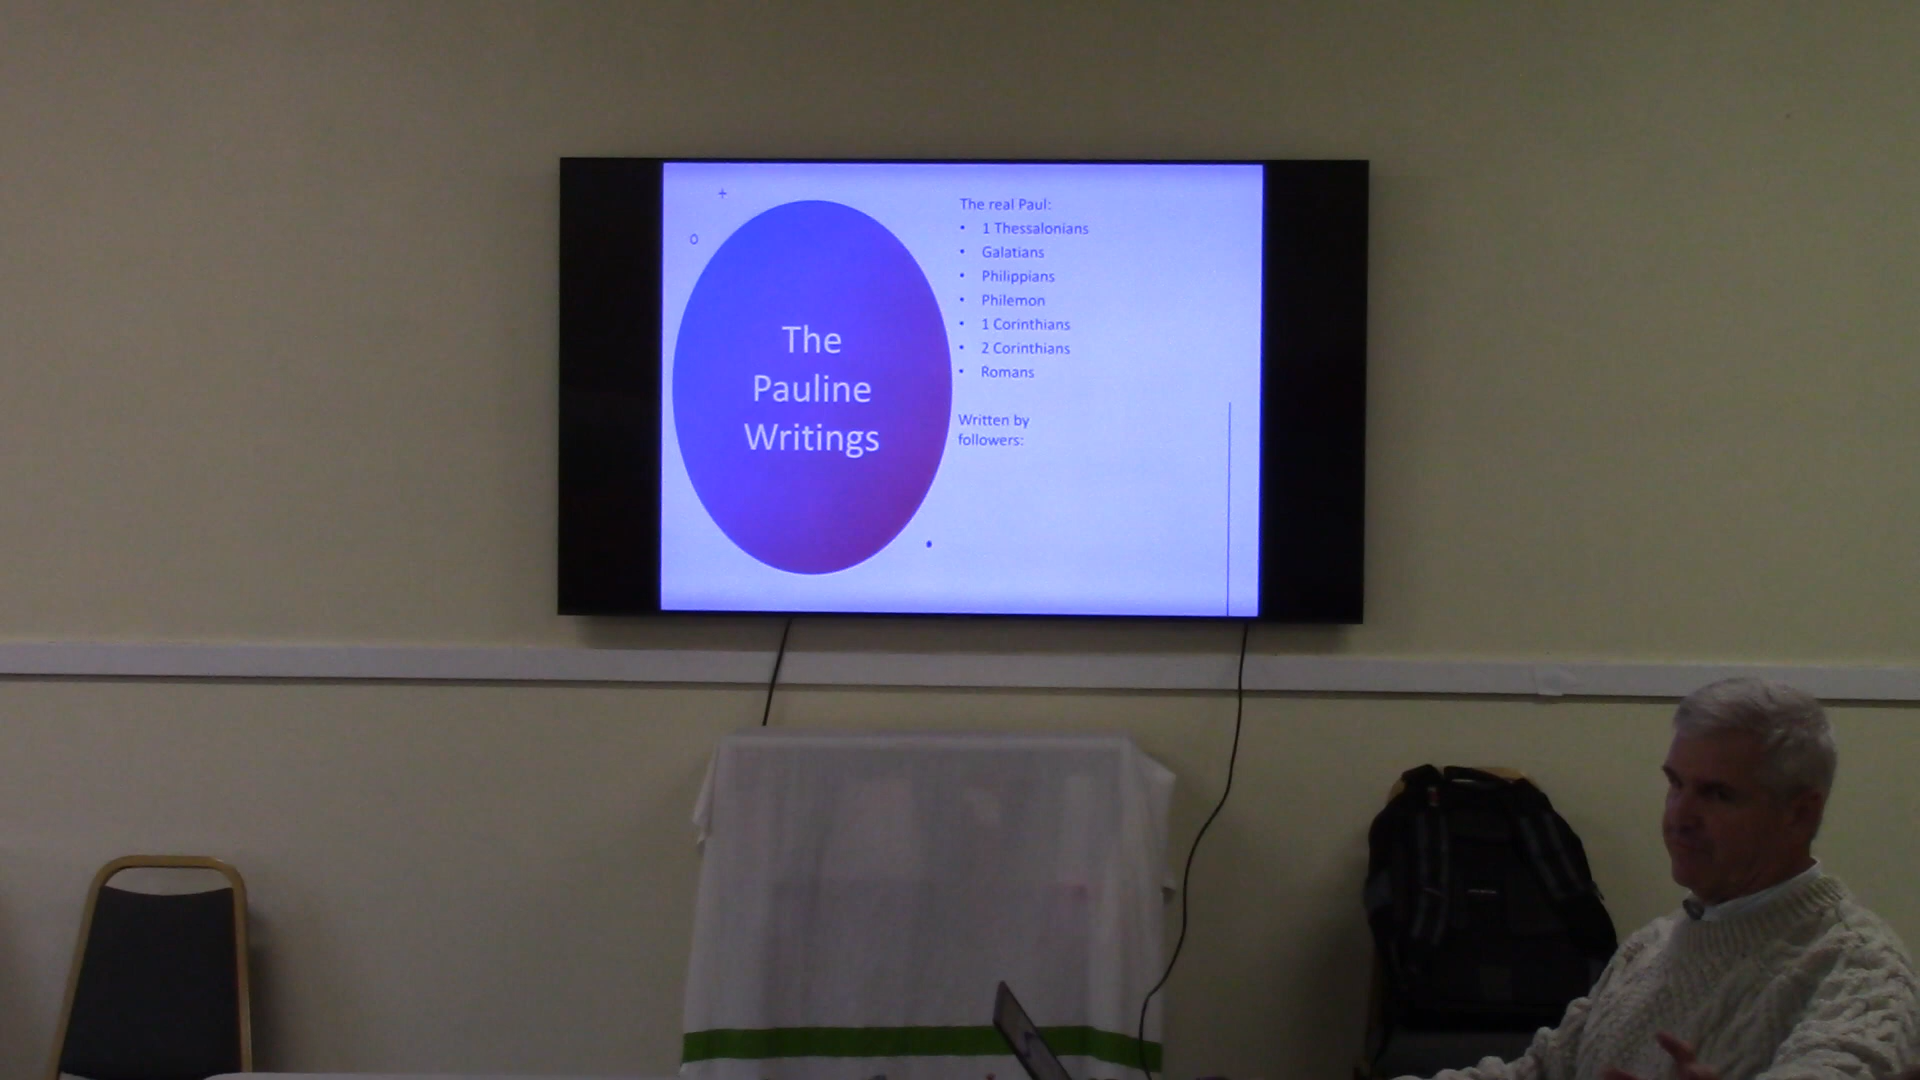 The
Pauline
Writings
The real Paul:
• 1 Thessalonians
• Galatians
• Philippians
• Philemon
• 1 Corinthians
• 2 Corinthians
• Romans
Written by
followers: